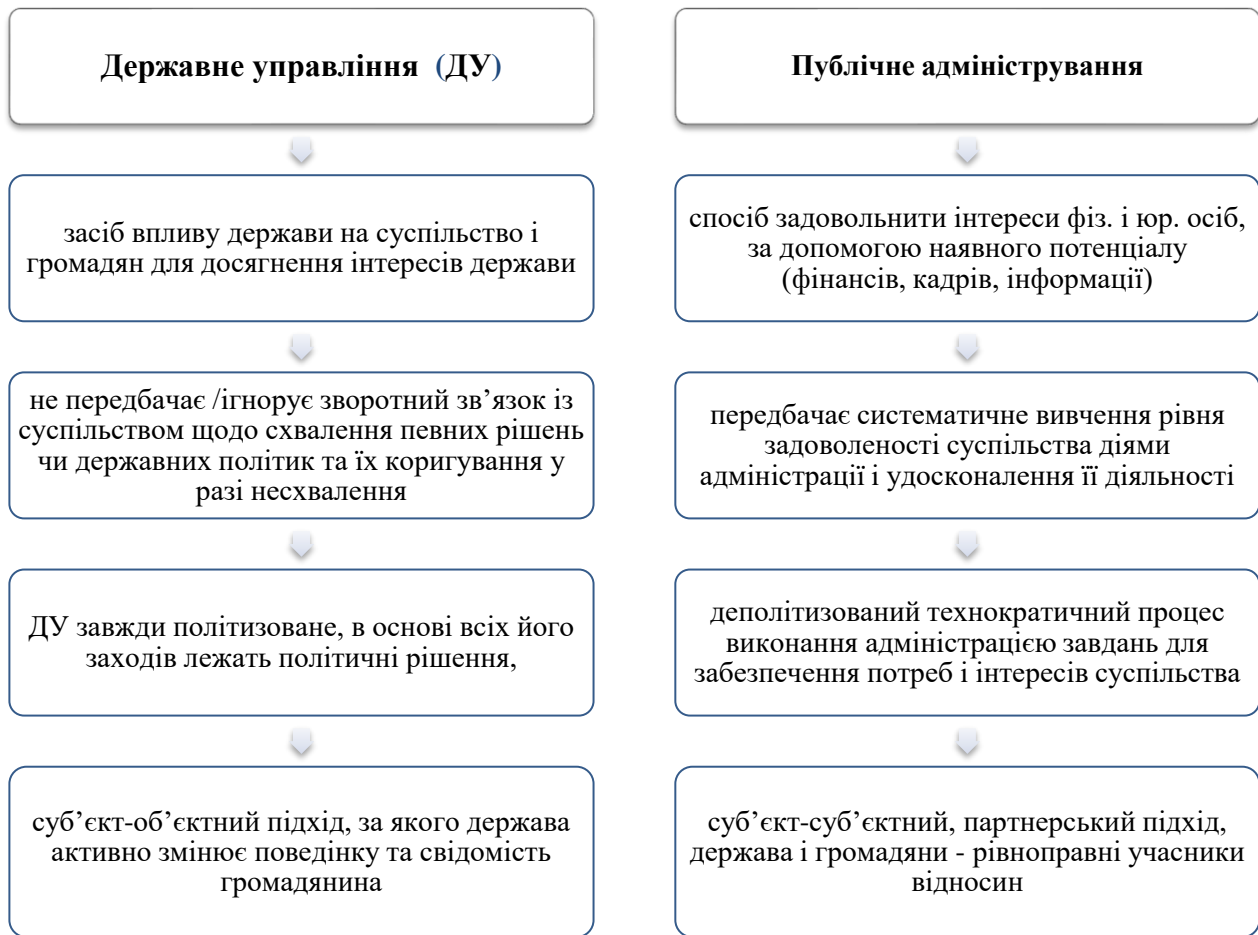 Державне управління (ДУ)
засіб впливу держави на суспільство і
громадян для досягнення інтересів держави
не передбачає /ігнорує зворотний зв’язок із
суспільством щодо схвалення певних рішень
чи державних політик та їх коригування у
разі несхвалення
ДУ завжди політизоване, в основі всіх його
заходів лежать політичні рішення,
суб’єкт-об’єктний підхід, за якого держава
активно змінює поведінку та свідомість
громадянина
Публічне адміністрування
спосіб задовольнити інтереси фіз. і юр. осіб,
за допомогою наявного потенціалу
(фінансів, кадрів, інформації)
передбачає систематичне вивчення рівня
задоволеності суспільства діями
адміністрації і удосконалення її діяльності
деполітизований технократичний процес
виконання адміністрацією завдань для
забезпечення потреб і інтересів суспільства
суб’єкт-суб’єктний, партнерський підхід,
держава і громадяни - рівноправні учасники
відносин